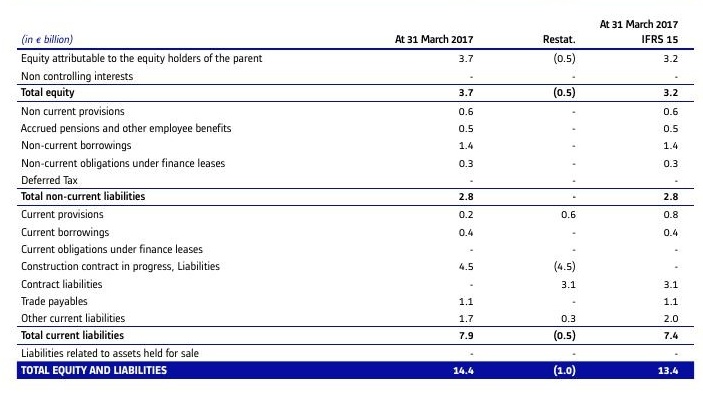 At 31 March 2017
(in € billion) At 31 March 2017 Restat. IFRS 15
Equity attributable to the equity holders of the parent 3.7 (0.5) 3.2
Non controlling interests - - -
Total equity 3.7 (0.5) 3.2
Non current provisions 0.6 - 0.6
Accrued pensions and other employee benefits 0.5 - 0.5
Non-current borrowings 1.4 - 1.4
Non-current obligations under finance leases 0.3 - 0.3
Deferred Tax - - -
Total non-current liabilities 2.8 - 2.8
Current provisions 0.2 0.6 0.8
Current borrowings 0.4 - 0.4
Current obligations under finance leases - - -
Construction contract in progress, Liabilities 4.5 (4.5) -
Contract liabilities - 3.1 3.1
Trade payables 1.1 - 1.1
Other current liabilities 1.7 0.3 2.0
Total current liabilities 7.9 (0.5) 7.4
Liabilities related to assets held for sale - - -
TOTAL EQUITY AND LIABILITIES 14.4 (1.0) 13.4